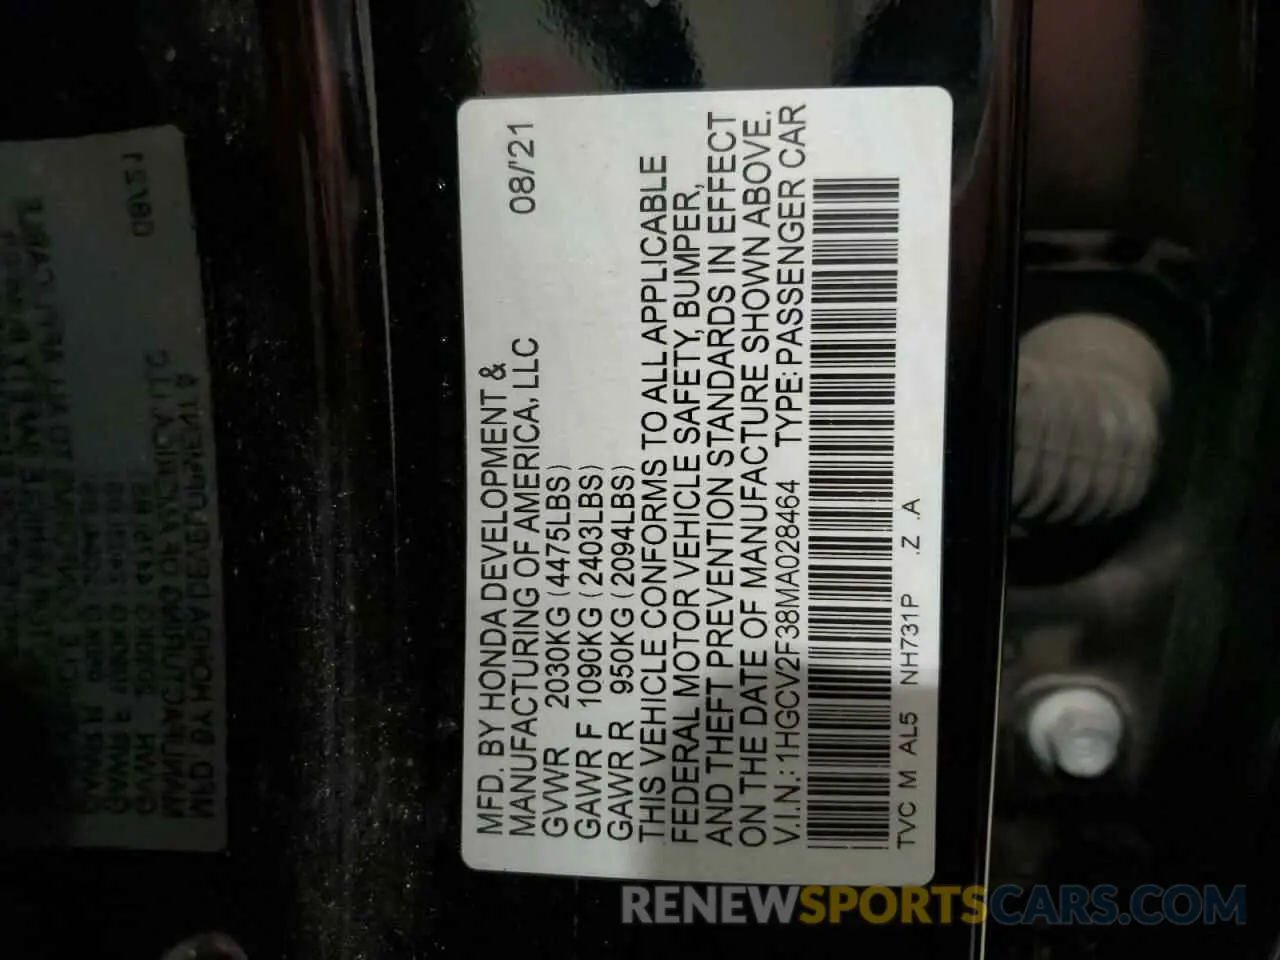 MFD. BY HONDA DEVELOPMENT &
MANUFACTURING OF AMERICA, LLC 08/'21
GVWR 2030KG (4475LBS)
GAWR F 1090KG (2403LBS)
GAWR R 950KG (2094LBS)
THIS VEHICLE CONFORMS TO ALL APPLICABLE
FEDERAL MOTOR VEHICLE SAFETY, BUMPER,
AND THEFT PREVENTION STANDARDS IN EFFECT
ON THE DATE OF MANUFACTURE SHOWN ABOVE.
V.I.N.: 1HGCV2F38MA028464 TYPE: PASSENGER CAR
TVC M AL5 NH731P .Z .A
RENEWSPORTSCARS.COM